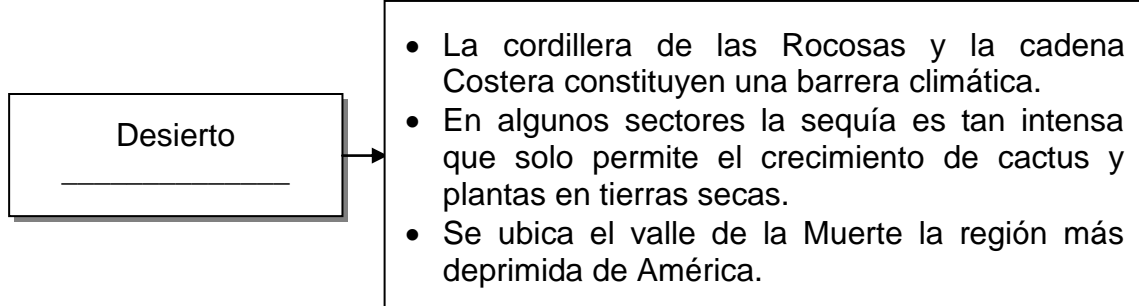 Desierto
______________
• La cordillera de las Rocosas y la cadena
Costera constituyen una barrera climática.
• En algunos sectores la sequía es tan intensa
que solo permite el crecimiento de cactus y
plantas en tierras secas.
• Se ubica el valle de la Muerte la región más
deprimida de América.